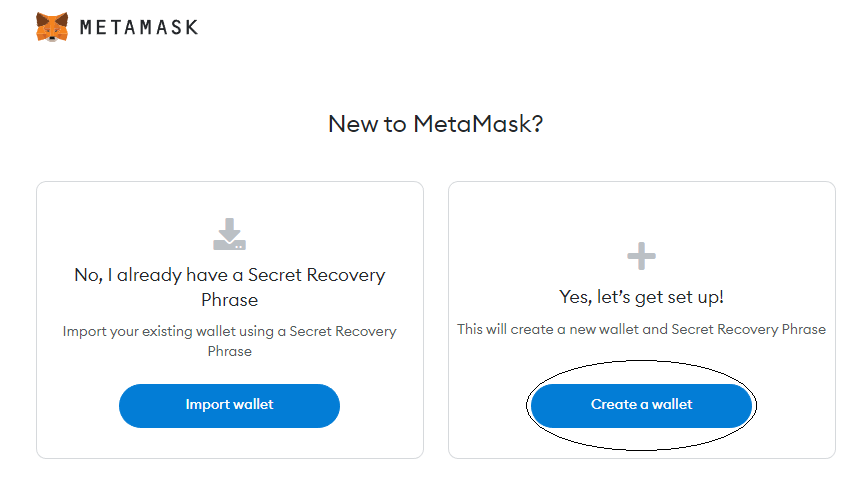 METAMASK
New to MetaMask?
No, I already have a Secret Recovery
Phrase
Import your existing wallet using a Secret Recovery
Phrase
Import wallet
Yes, let’s get set up!
This will create a new wallet and Secret Recovery Phrase
Create a wallet